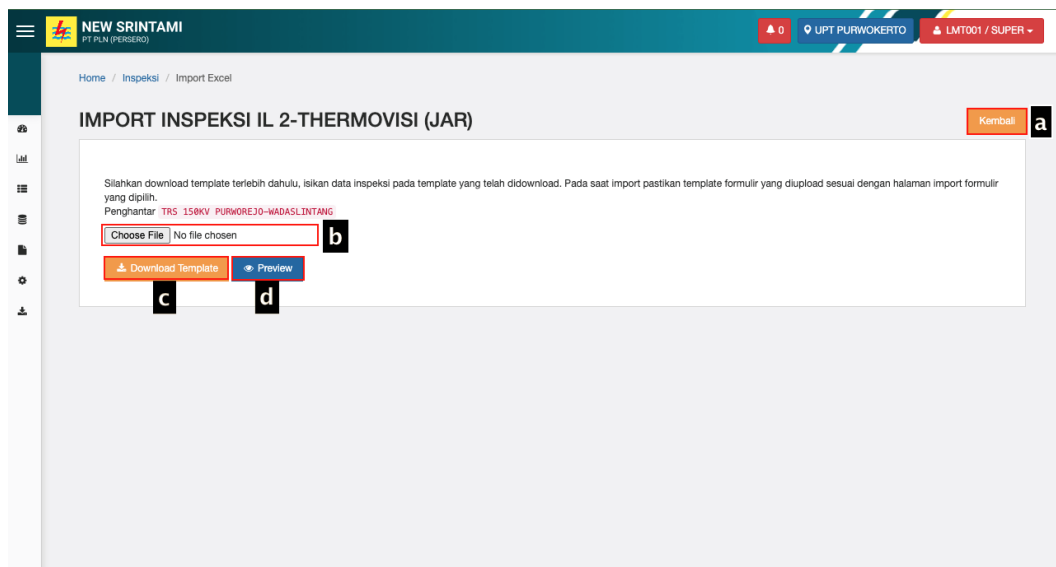 NEW SRINTAMI
PT PLN (PERSERO)
0
UPT PURWOKERTO
LMT001 / SUPER
Home / Inspeksi / Import Excel
IMPORT INSPEKSI IL 2-THERMOVISI (JAR)
Kembali
a
Silahkan download template terlebih dahulu, isikan data inspeksi pada template yang telah didownload. Pada saat import pastikan template formulir yang diupload sesuai dengan halaman import formulir
yang dipilih.
Penghantar TRS 150KV PURWOREJO-WADASLINTANG
Choose File No file chosen
b
Download Template
Preview
c
d